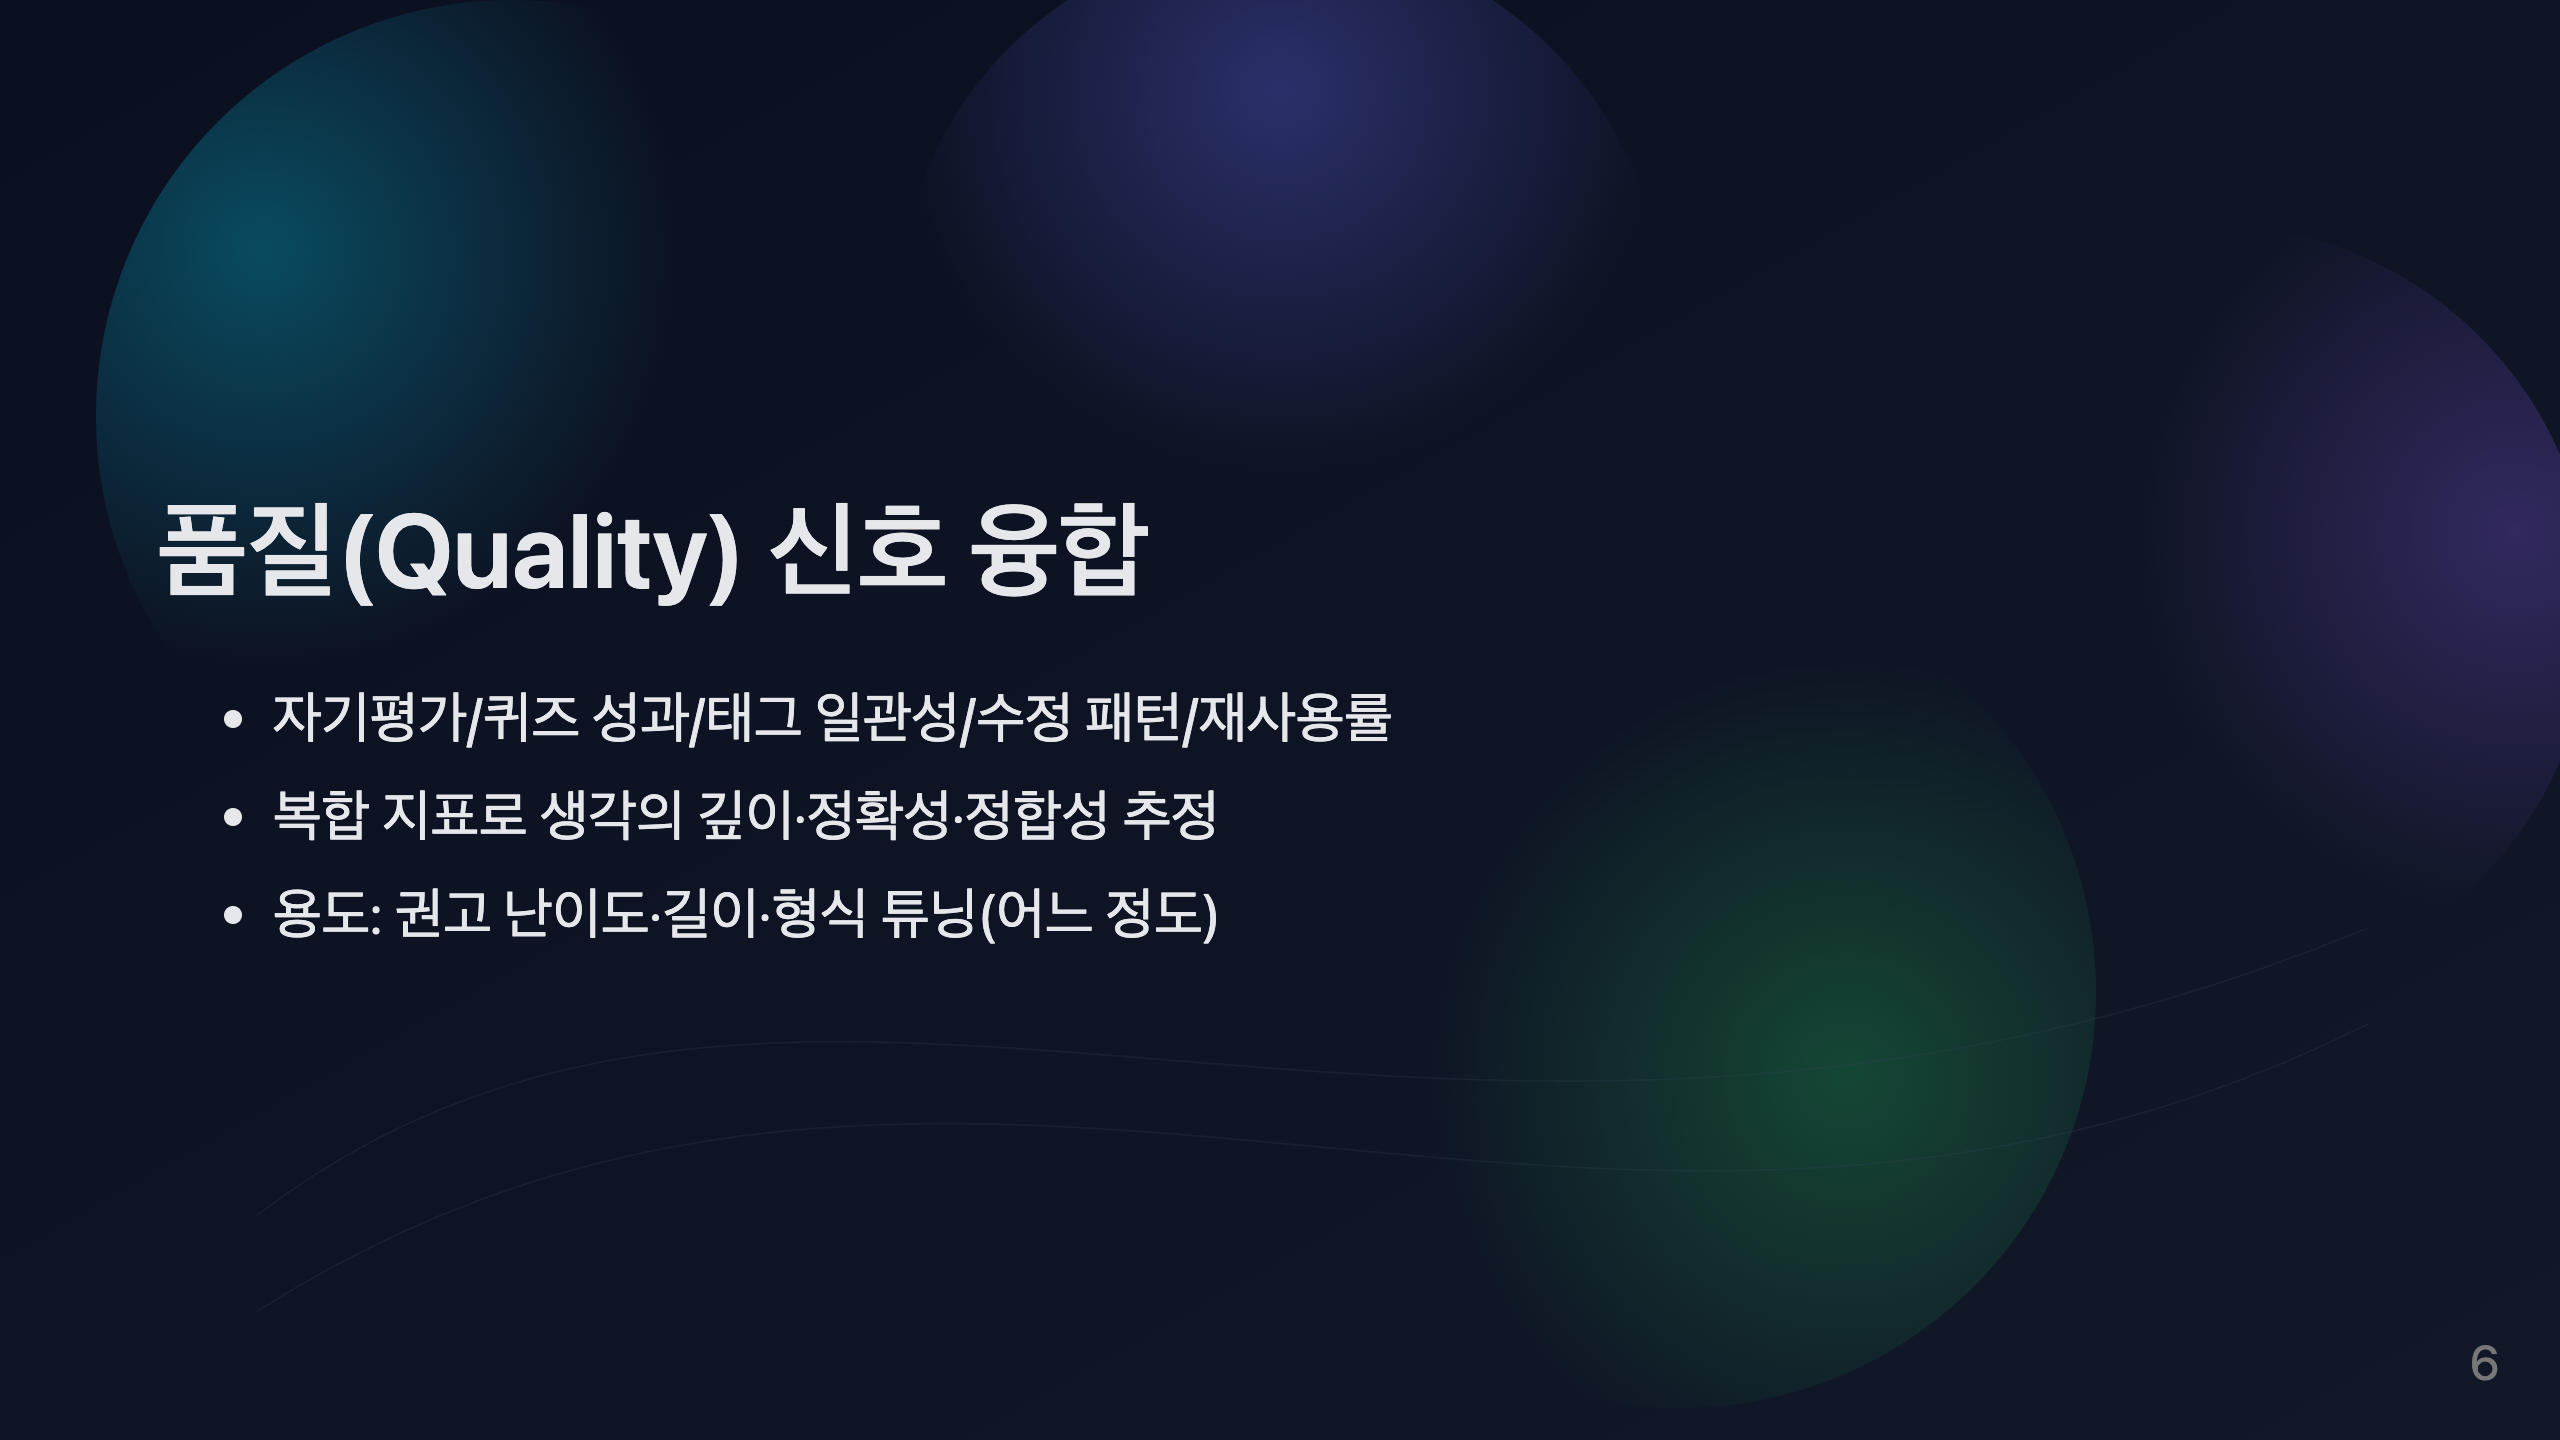 품질(Quality) 신호 융합
• 자기평가/퀴즈 성과/태그 일관성/수정 패턴/재사용률
• 복합 지표로 생각의 깊이·정확성·정합성 추정
• 용도: 권고 난이도·길이·형식 튜닝(어느 정도)
6